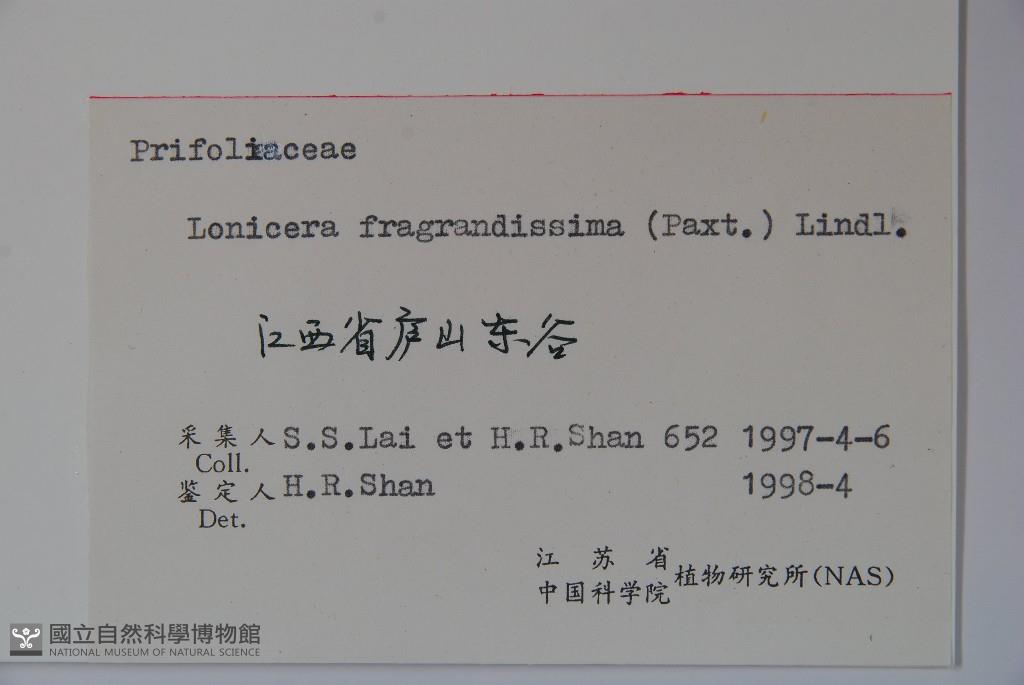 Prifoliaceae
Lonicera fragrandissima (Paxt.) Lindl.
江西省庐山东谷
采集人 S.S.Lai et H.R.Shan 652 1997-4-6
Coll.
鉴定人 H.R.Shan 1998-4
Det.
江苏省
中国科学院 植物研究所(NAS)
國立自然科學博物館
NATIONAL MUSEUM OF NATURAL SCIENCE